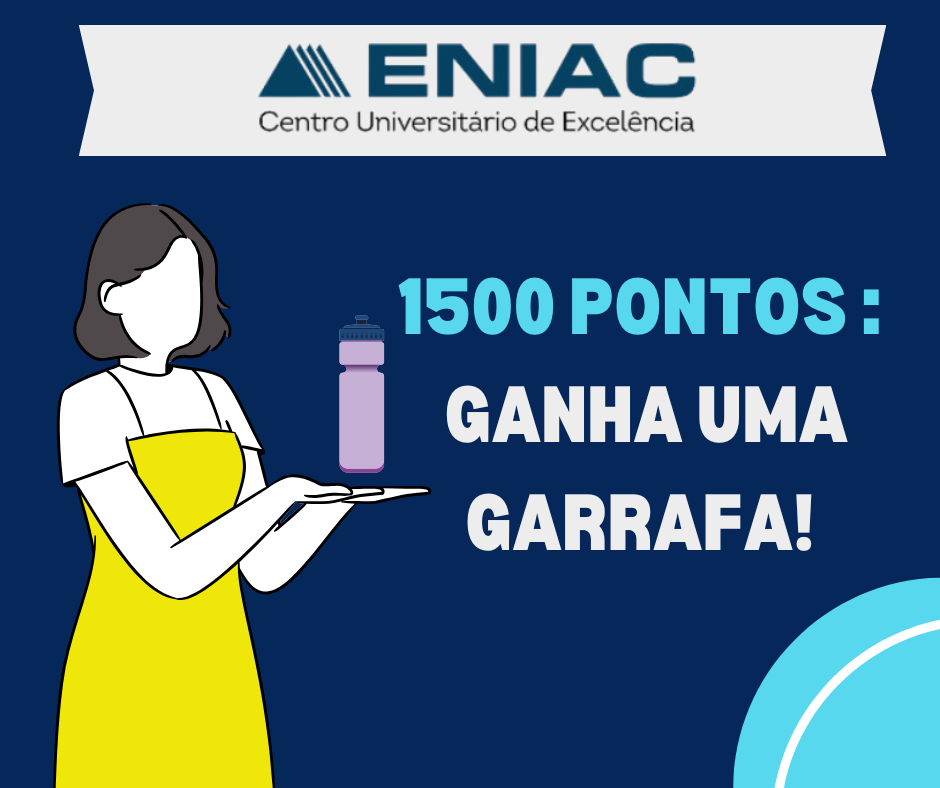 ENIAC
Centro Universitário de Excelência
1500 PONTOS :
GANHA UMA
GARRAFA!